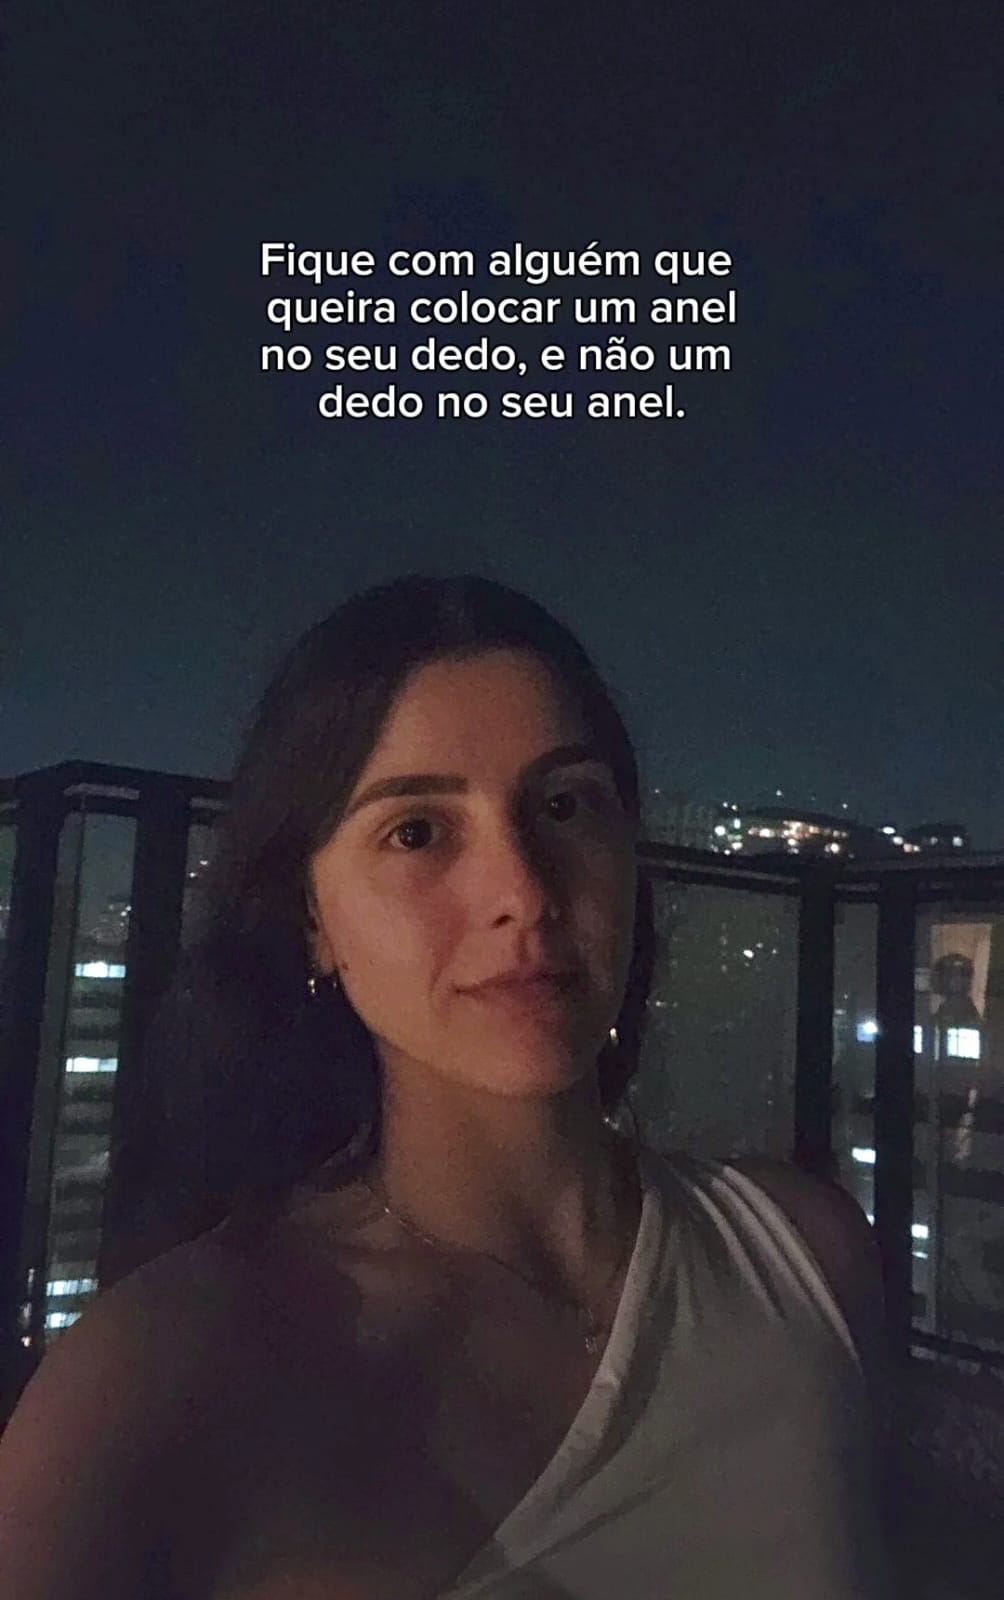 Fique com alguém que
queira colocar um anel
no seu dedo, e não um
dedo no seu anel.